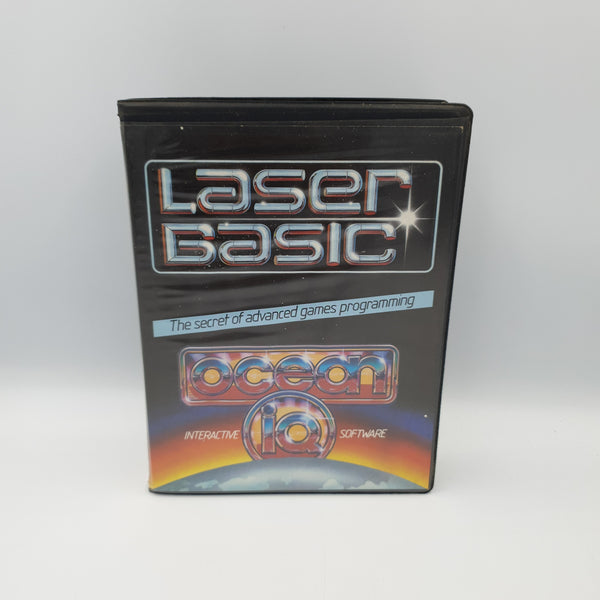 Laser
Basic
The secret of advanced games programming
ocean
iq
INTERACTIVE SOFTWARE